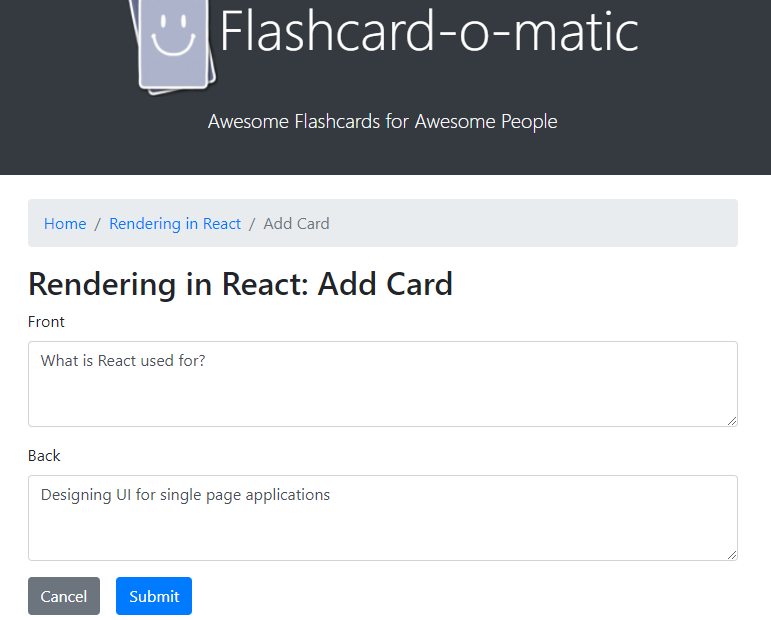 Flashcard-o-matic
Awesome Flashcards for Awesome People
Home / Rendering in React / Add Card
Rendering in React: Add Card
Front
What is React used for?
Back
Designing UI for single page applications
Cancel Submit